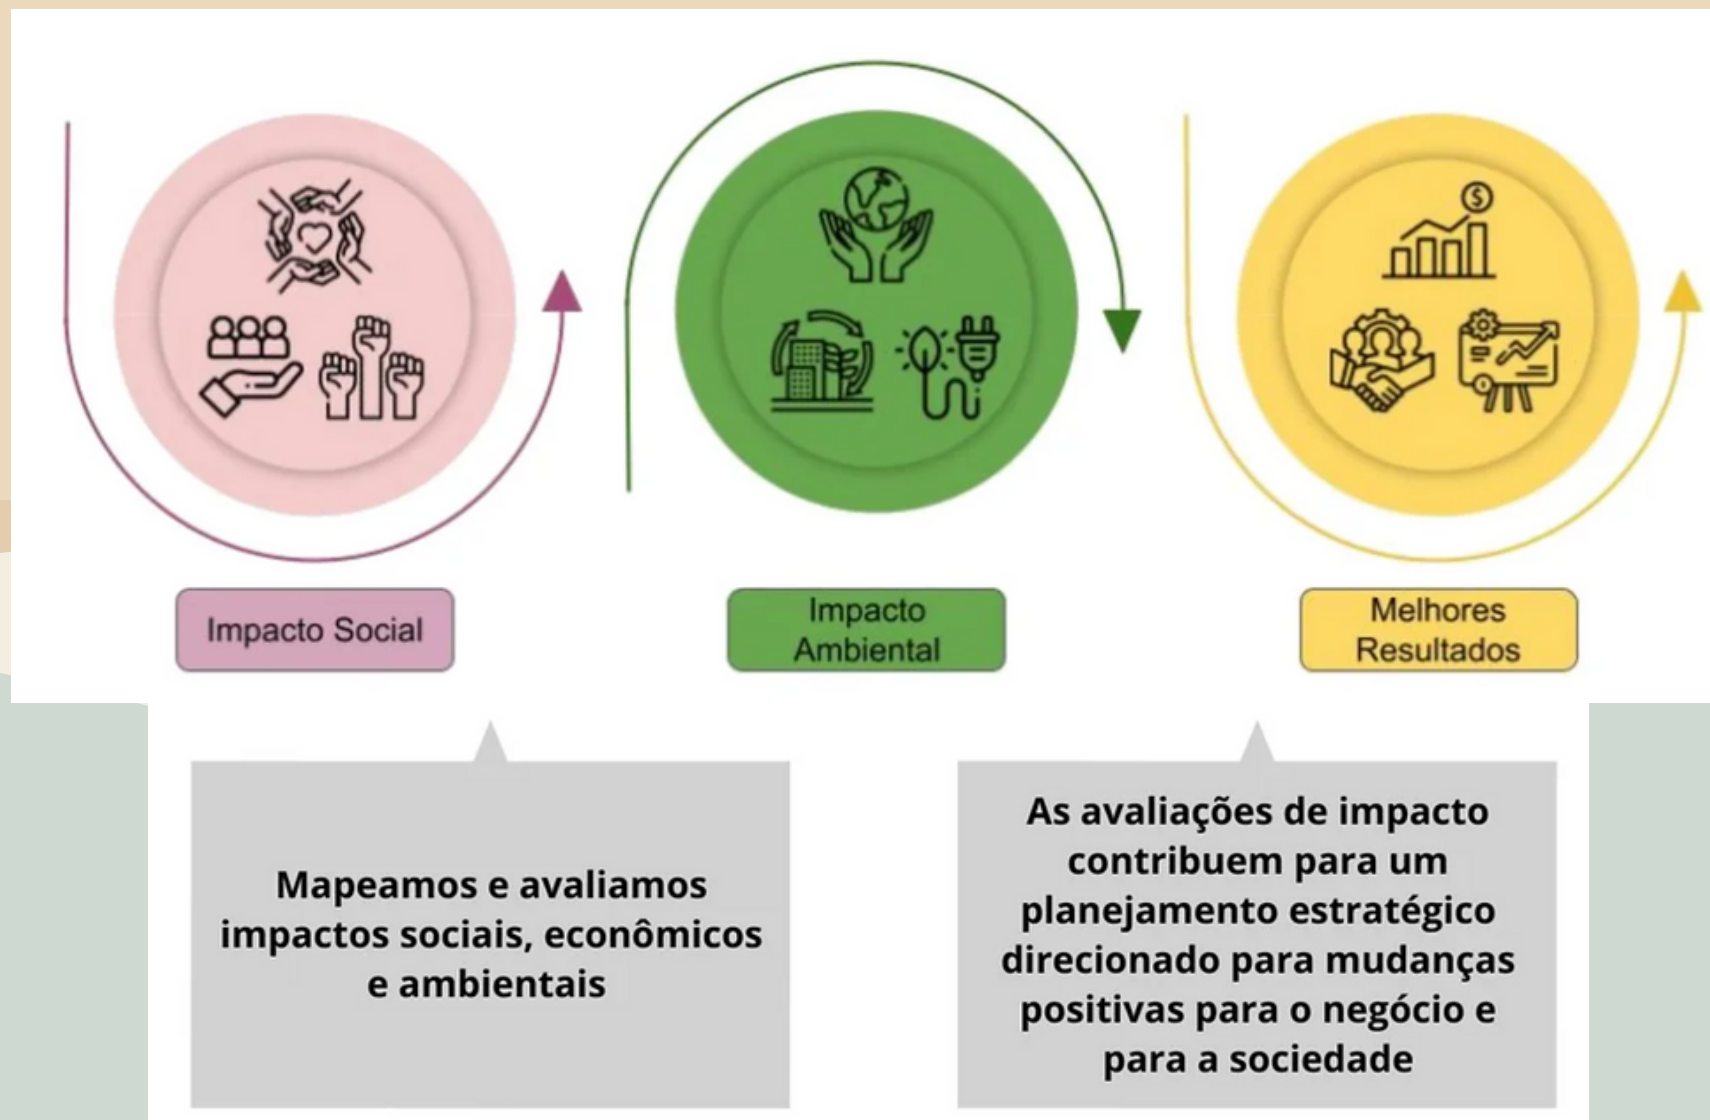 Impacto Social
Impacto
Ambiental
Melhores
Resultados
Mapeamos e avaliamos
impactos sociais, econômicos
e ambientais
As avaliações de impacto
contribuem para um
planejamento estratégico
direcionado para mudanças
positivas para o negócio e
para a sociedade